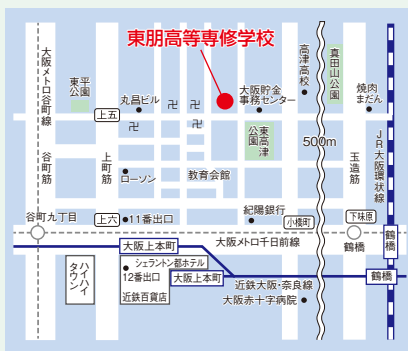 東朋高等専修学校
大阪メトロ谷町線
東平
公園
丸昌ビル
卍
卍
卍
卍
大阪貯金
事務センター
高津高校
真田山公園
焼肉
まだん
上五
東高津
公園
500m
谷町筋
上町筋
ローソン
教育会館
玉造筋
JR大阪環状線
谷町九丁目
上六
11番出口
紀陽銀行
小橋町
下味原
大阪上本町
大阪メトロ千日前線
鶴橋
鶴橋
ハイハイ
タウン
シェラトン都ホテル
12番出口
近鉄百貨店
大阪上本町
近鉄大阪・奈良線
鶴橋
大阪赤十字病院